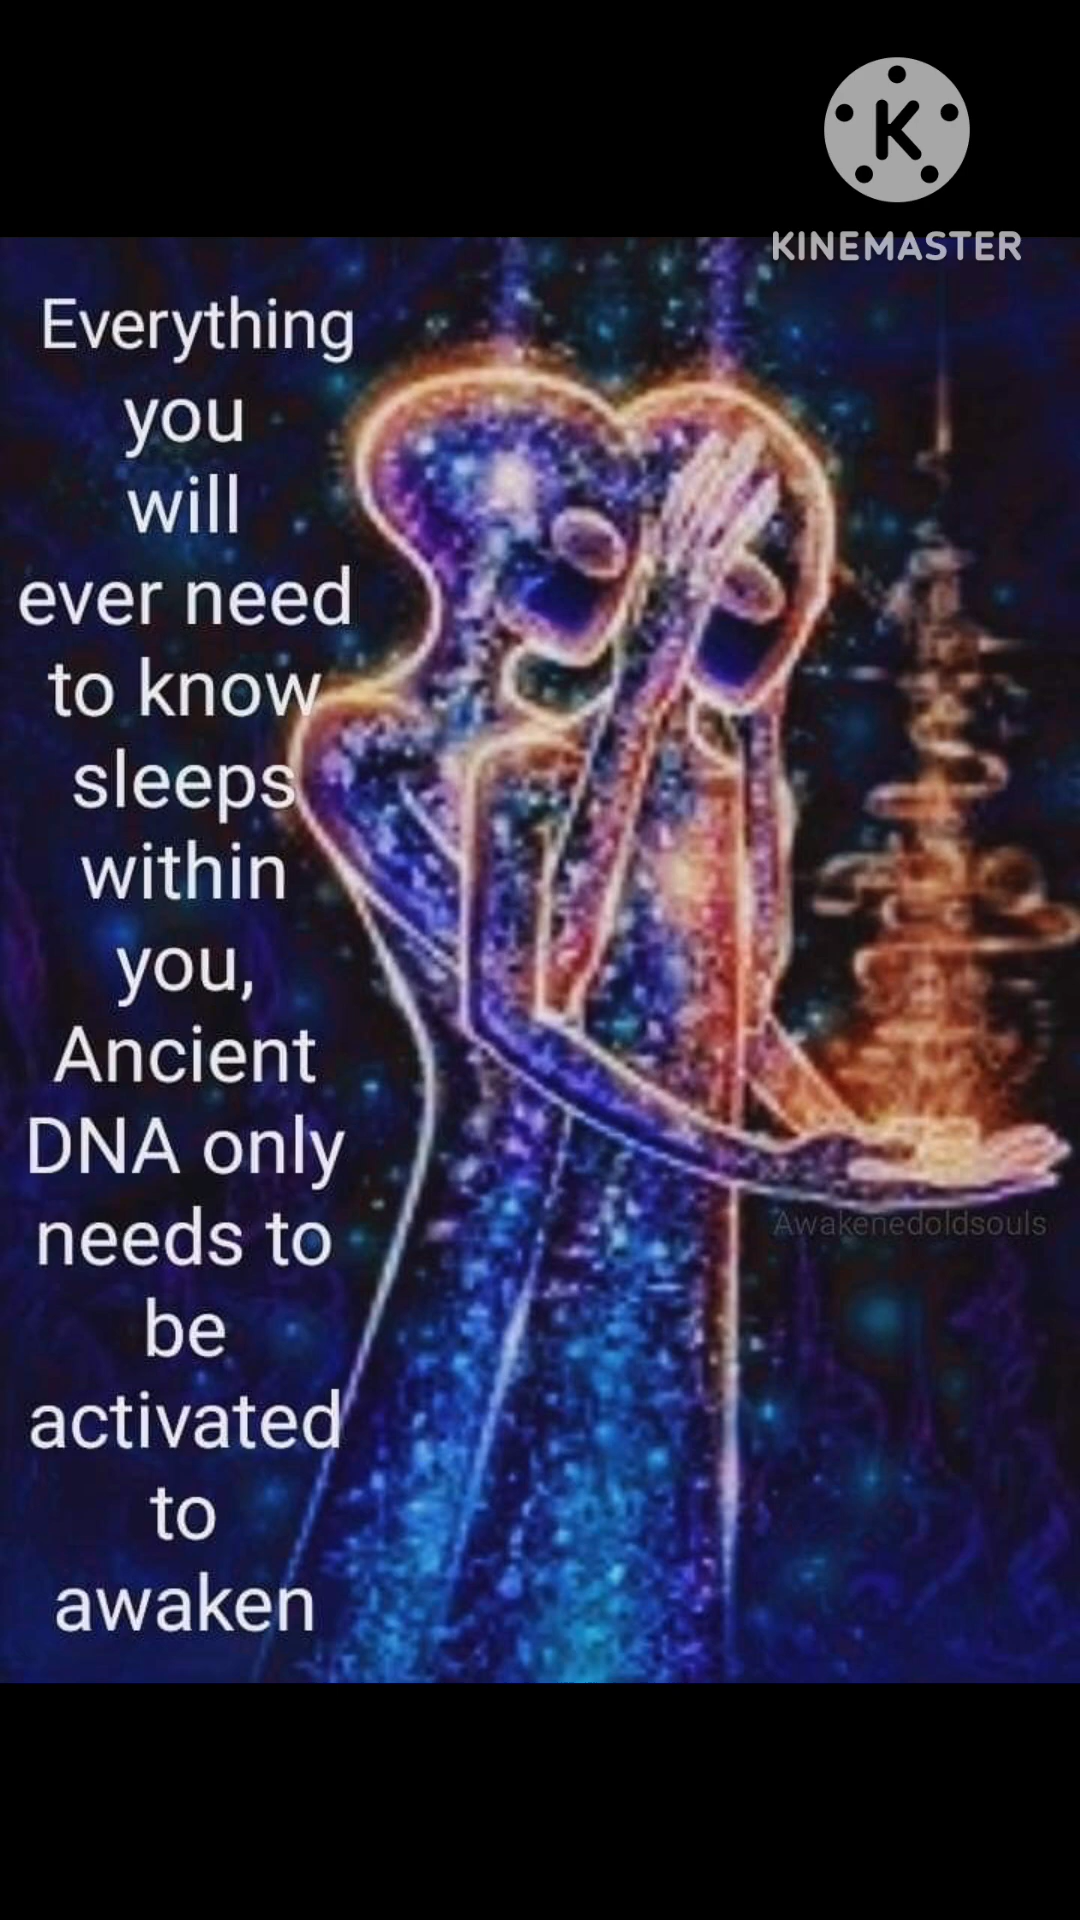 K
KINEMASTER
Everything
you
will
ever need
to know
sleeps
within
you,
Ancient
DNA only
needs to
be
activated
to
awaken
Awakenedoldsouls